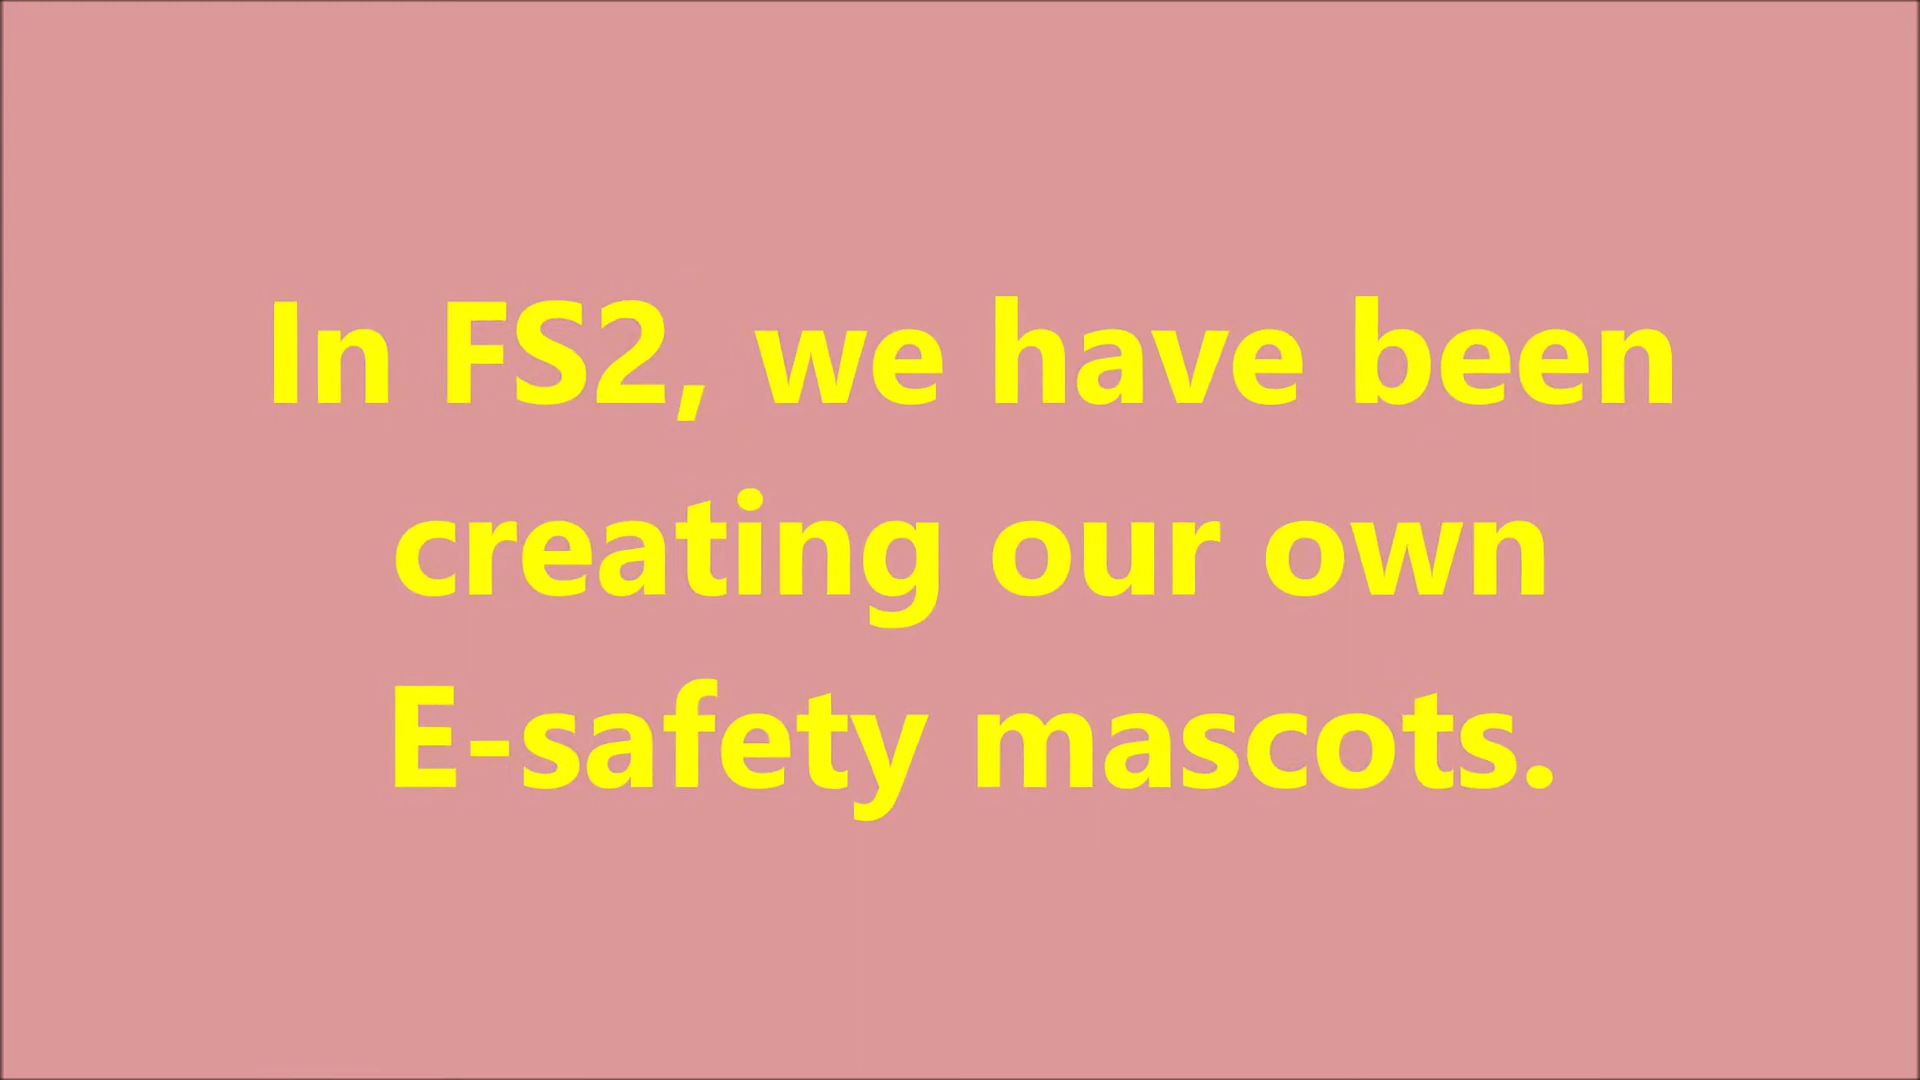 In FS2, we have been
creating our own
E-safety mascots.